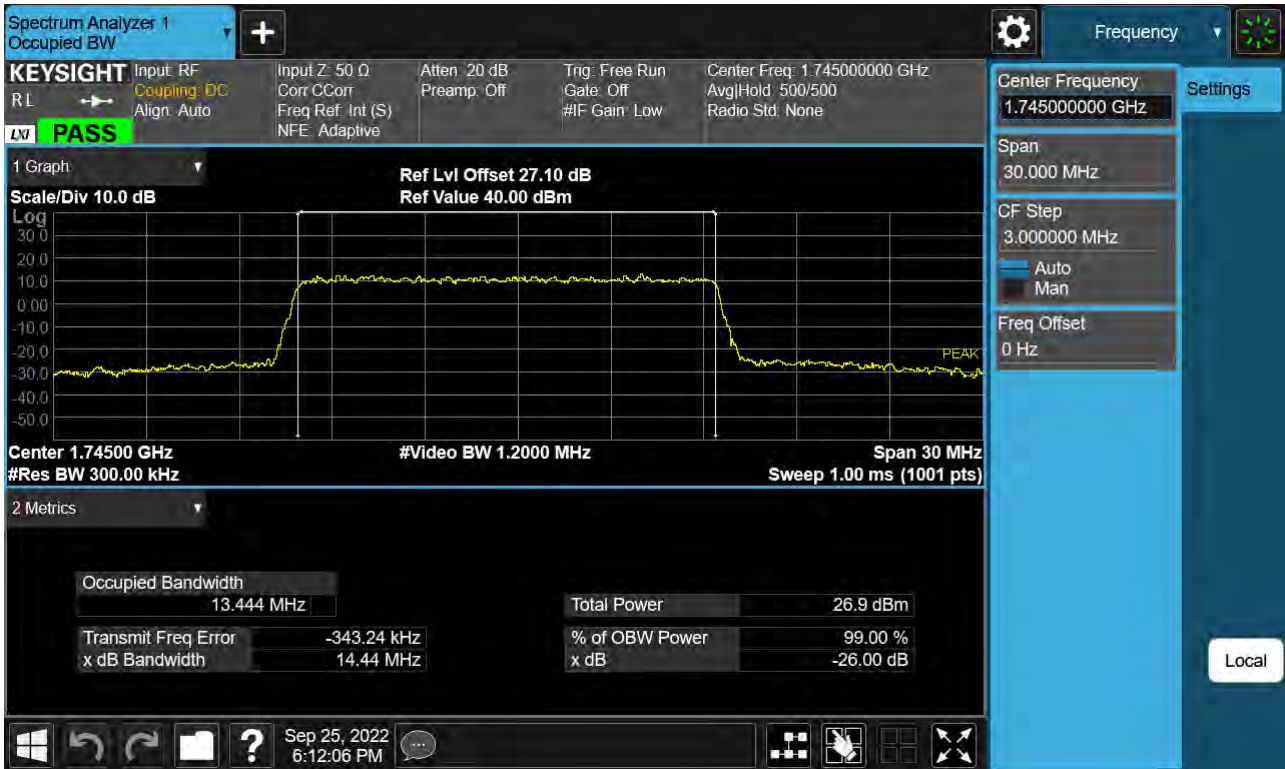 Spectrum Analyzer 1
Occupied BW
+
Frequency
KEYSIGHT
R L
LXI
PASS
Input: RF
Coupling: DC
Align: Auto
Input Z: 50 Ω
Corr CCorr
Freq Ref: Int (S)
NFE: Adaptive
Atten: 20 dB
Preamp: Off
Trig: Free Run
Gate: Off
#IF Gain: Low
Center Freq: 1.745000000 GHz
Avg|Hold: 500/500
Radio Std: None
1 Graph
Scale/Div 10.0 dB
Ref Lvl Offset 27.10 dB
Ref Value 40.00 dBm
Log
30.0
20.0
10.0
0.00
-10.0
-20.0
-30.0
-40.0
-50.0
PEAK
Center 1.74500 GHz
#Video BW 1.2000 MHz
Span 30 MHz
#Res BW 300.00 kHz
Sweep 1.00 ms (1001 pts)
2 Metrics
Occupied Bandwidth
13.444 MHz
Transmit Freq Error -343.24 kHz
x dB Bandwidth 14.44 MHz
Total Power 26.9 dBm
% of OBW Power 99.00 %
x dB -26.00 dB
Center Frequency
1.745000000 GHz
Span
30.000 MHz
CF Step
3.000000 MHz
Auto
Man
Freq Offset
0 Hz
Settings
Local
?
Sep 25, 2022
6:12:06 PM